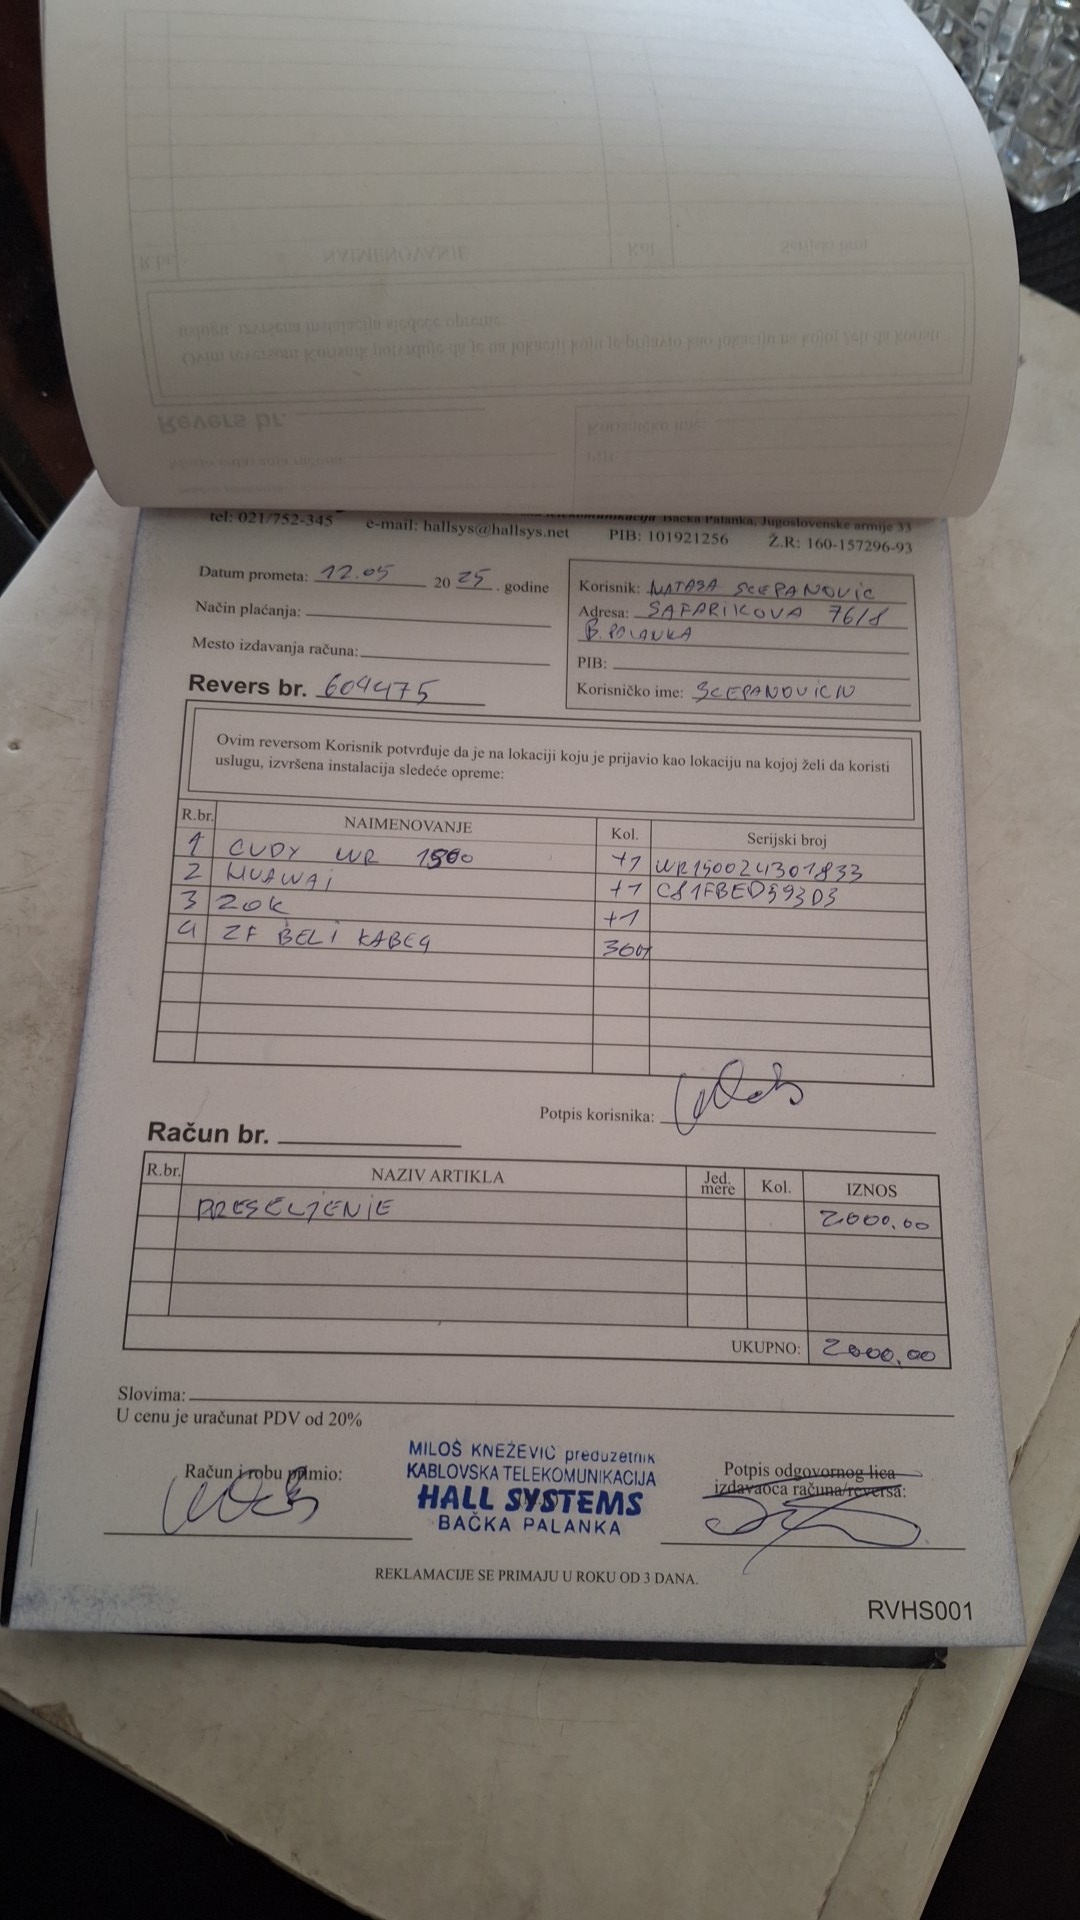 tel: 021/752-345 e-mail: hallsys@hallsys.net PIB: 101921256 Ž.R: 160-157296-93
Bačka Palanka, Jugoslovenske armije 33
Datum prometa: 12.05 20 25. godine
Način plaćanja:
Mesto izdavanja računa:
Revers br. 604475
Korisnik: NATASA SCEPANOVIC
Adresa: SAFARIKOVA 76/8
B. PALANKA
PIB:
Korisničko ime: SCEPANOVICN
Ovim reversom Korisnik potvrđuje da je na lokaciji koju je prijavio kao lokaciju na kojoj želi da koristi
uslugu, izvršena instalacija sledeće opreme:
R.br. NAIMENOVANJE Kol. Serijski broj
1 CUDY WR 1500 +1 WR150024301833
2 HUAWAI +1 C81FBED593D3
3 ZOK +1
4 2F BELI KABEL
Potpis korisnika:
Račun br.
R.br. NAZIV ARTIKLA Jed. mere Kol. IZNOS
PRESELJENJE 2000,00
UKUPNO: 2000,00
Slovima:
U cenu je uračunat PDV od 20%
Račun i robu primio:
MILOŠ KNEŽEVIĆ preduzetnik
KABLOVSKA TELEKOMUNIKACIJA
HALL SYSTEMS
BAČKA PALANKA
Potpis odgovornog lica
izdavaoca računa/reversa:
REKLAMACIJE SE PRIMAJU U ROKU OD 3 DANA.
RVHS001